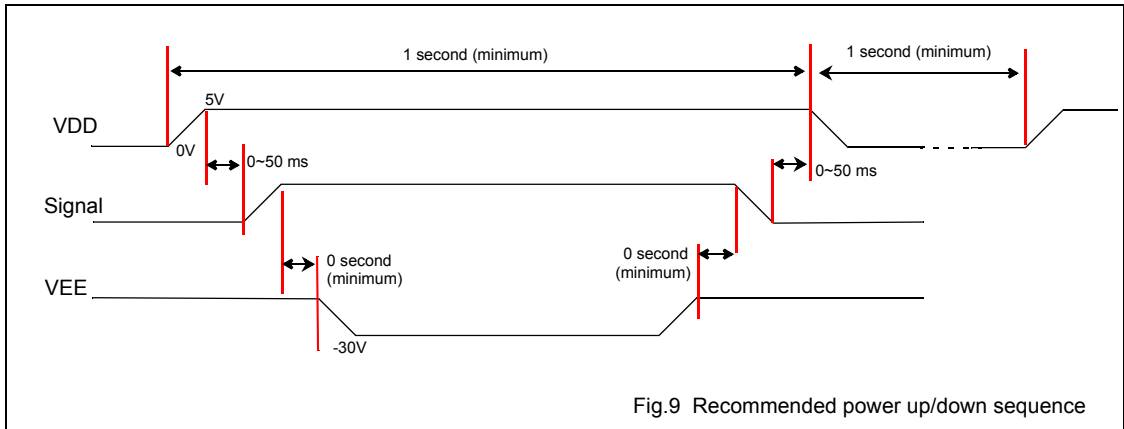 1 second (minimum)
1 second (minimum)
5V
VDD
0V
0~50 ms
0~50 ms
Signal
0 second
(minimum)
0 second
(minimum)
VEE
-30V
Fig.9 Recommended power up/down sequence